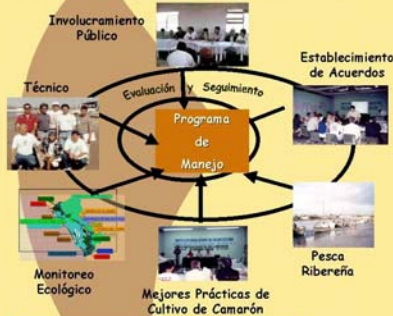 Involucramiento
Público
Establecimiento
de Acuerdos
Técnico
Evaluación y Seguimiento
Programa
de
Manejo
Monitoreo
Ecológico
Mejores Prácticas de
Cultivo de Camarón
Pesca
Ribereña